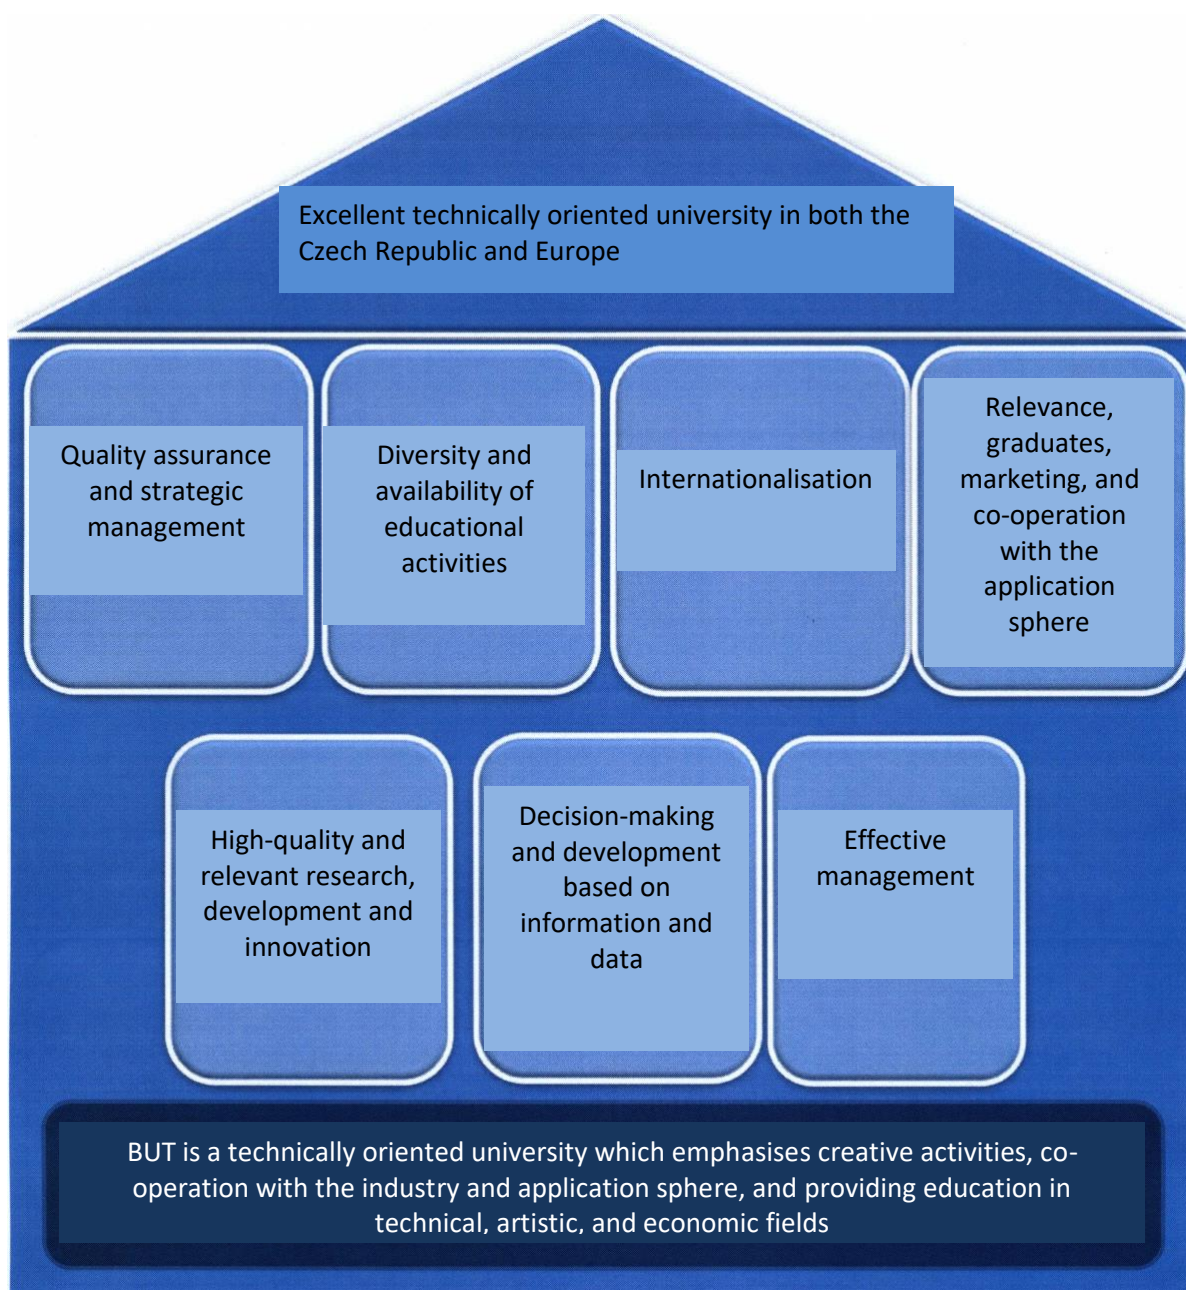 Excellent technically oriented university in both the
Czech Republic and Europe
Quality assurance
and strategic
management
Diversity and
availability of
educational
activities
Internationalisation
Relevance,
graduates,
marketing, and
co-operation
with the
application
sphere
High-quality and
relevant research,
development and
innovation
Decision-making
and development
based on
information and
data
Effective
management
BUT is a technically oriented university which emphasises creative activities, co-
operation with the industry and application sphere, and providing education in
technical, artistic, and economic fields